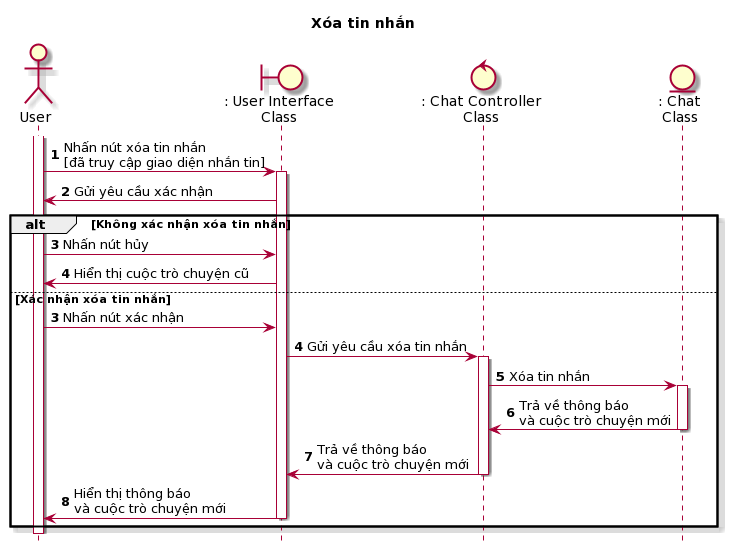 Xóa tin nhắn
User
: User Interface
Class
: Chat Controller
Class
: Chat
Class
1 Nhấn nút xóa tin nhắn
[đã truy cập giao diện nhắn tin]
2 Gửi yêu cầu xác nhận
alt [Không xác nhận xóa tin nhắn]
3 Nhấn nút hủy
4 Hiển thị cuộc trò chuyện cũ
[Xác nhận xóa tin nhắn]
3 Nhấn nút xác nhận
4 Gửi yêu cầu xóa tin nhắn
5 Xóa tin nhắn
6 Trả về thông báo
và cuộc trò chuyện mới
7 Trả về thông báo
và cuộc trò chuyện mới
8 Hiển thị thông báo
và cuộc trò chuyện mới